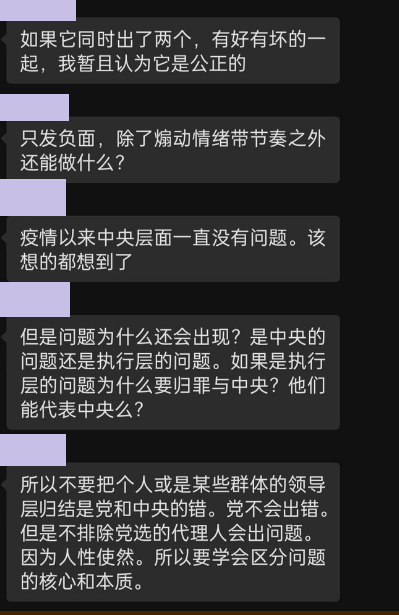 如果它同时出了两个，有好有坏的一
起，我暂且认为它是公正的
只发负面，除了煽动情绪带节奏之外
还能做什么？
疫情以来中央层面一直没有问题。该
想的都想到了
但是问题为什么还会出现？是中央的
问题还是执行层的问题。如果是执行
层的问题为什么要归罪与中央？他们
能代表中央么？
所以不要把个人或是某些群体的领导
层归结是党和中央的错。党不会出错。
但是不排除党选的代理人会出问题。
因为人性使然。所以要学会区分问题
的核心和本质。